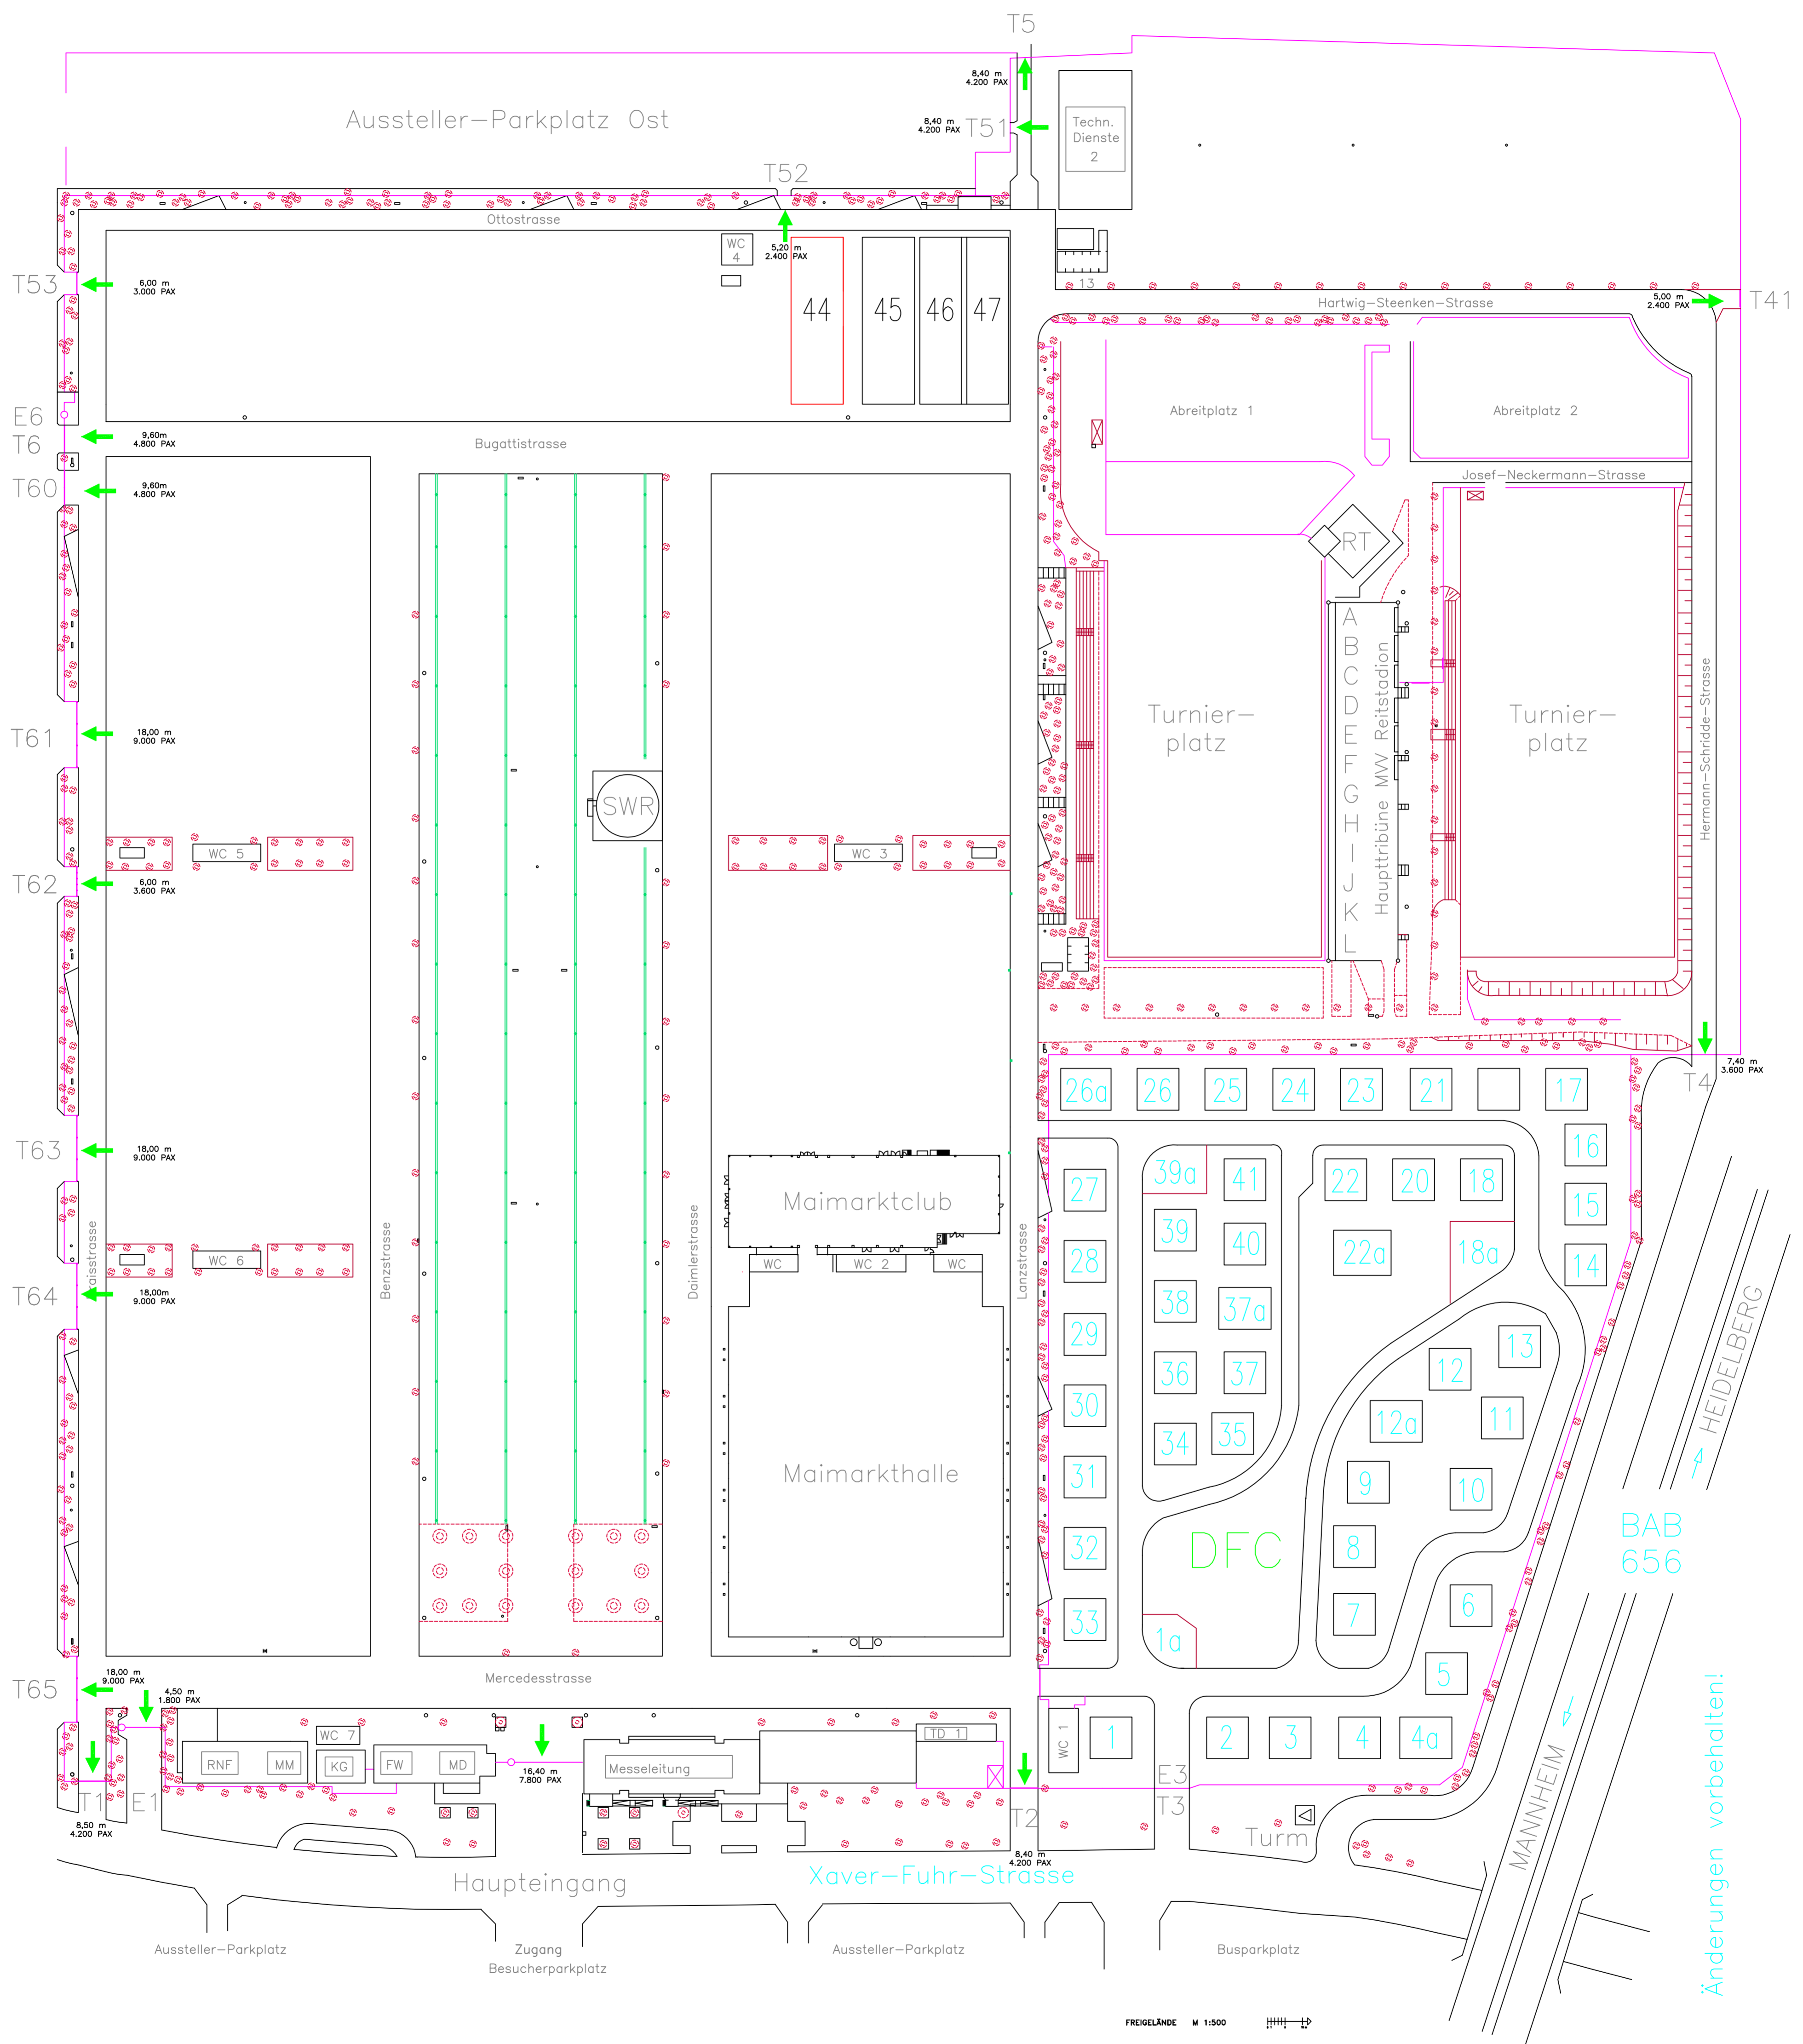 T5
8,40 m
4.200 PAX
Aussteller-Parkplatz Ost
8,40 m
4.200 PAX
T51
Techn.
Dienste
2
T52
Ottostrasse
WC
4
5,20 m
2.400 PAX
T53
6,00 m
3.000 PAX
44
45
46
47
13
Hartwig-Steenken-Strasse
5,00 m
2.400 PAX
T41
E6
T6
9,60m
4.800 PAX
Bugattistrasse
Abreitplatz 1
Abreitplatz 2
T60
9,60m
4.800 PAX
Josef-Neckermann-Strasse
RT
A
B
C
D
E
F
G
H
I
J
K
L
Haupttribüne MVV Reitstadion
Turnier-
platz
Turnier-
platz
Hermann-Schridde-Strasse
T61
18,00 m
9.000 PAX
SWR
WC 5
WC 3
T62
6,00 m
3.600 PAX
7,40 m
3.600 PAX
T4
26a
26
25
24
23
21
17
16
T63
18,00 m
9.000 PAX
Maimarktclub
27
39a
41
22
20
18
15
39
40
22a
18a
14
28
Benzstrasse
Daimlerstrasse
Lanzstrasse
WC 6
WC
WC 2
WC
T64
18,00m
9.000 PAX
38
37a
29
13
12
36
37
30
12a
11
34
35
31
Maimarkthalle
9
10
HEIDELBERG
BAB
656
DFC
32
8
33
7
6
1a
5
Mercedesstrasse
T65
18,00 m
9.000 PAX
4,50 m
1.800 PAX
WC 7
RNF
MM
KG
FW
MD
16,40 m
7.800 PAX
Messeleitung
TD 1
WC 1
1
2
3
4
4a
T1
E1
8,50 m
4.200 PAX
T2
E3
T3
8,40 m
4.200 PAX
Turm
MANNHEIM
Änderungen vorbehalten!
Haupteingang
Xaver-Fuhr-Strasse
Aussteller-Parkplatz
Zugang
Besucherparkplatz
Aussteller-Parkplatz
Busparkplatz
FREIGELÄNDE M 1:500